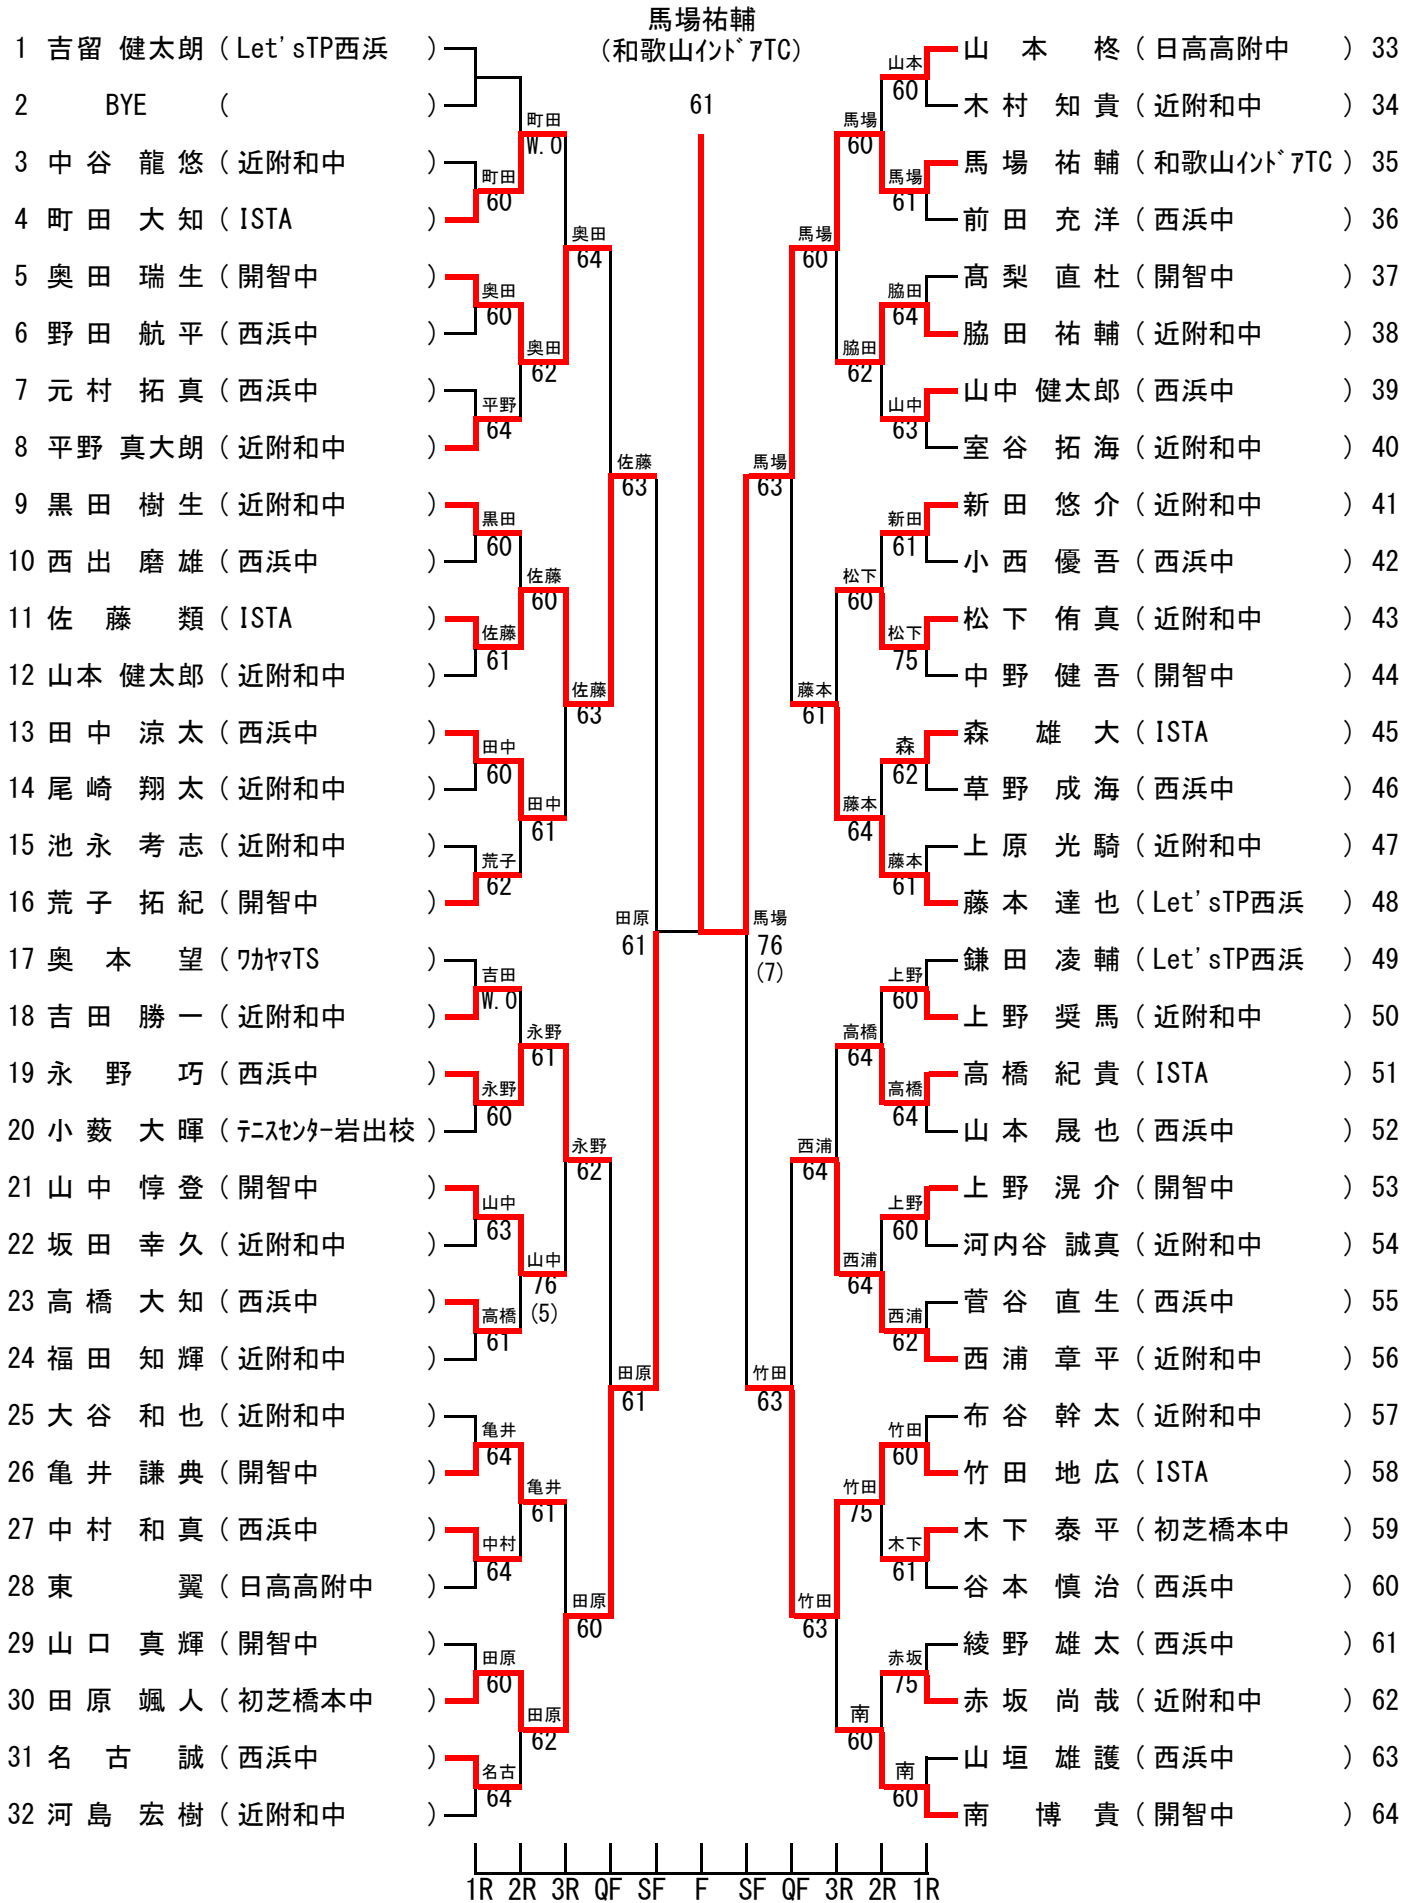 馬場祐輔
(和歌山インドアTC)
61
1 吉留 健太朗 ( Let'sTP西浜 )
2 BYE ( )
3 中谷 龍悠 ( 近附和中 )
4 町田 大知 ( ISTA )
5 奥田 瑞生 ( 開智中 )
6 野田 航平 ( 西浜中 )
7 元村 拓真 ( 西浜中 )
8 平野 真大朗 ( 近附和中 )
9 黒田 樹生 ( 近附和中 )
10 西出 磨雄 ( 西浜中 )
11 佐藤 類 ( ISTA )
12 山本 健太郎 ( 近附和中 )
13 田中 涼太 ( 西浜中 )
14 尾崎 翔太 ( 近附和中 )
15 池永 考志 ( 近附和中 )
16 荒子 拓紀 ( 開智中 )
17 奥本 望 ( ワカヤマTS )
18 吉田 勝一 ( 近附和中 )
19 永野 巧 ( 西浜中 )
20 小薮 大暉 ( テニスセンター岩出校 )
21 山中 惇登 ( 開智中 )
22 坂田 幸久 ( 近附和中 )
23 高橋 大知 ( 西浜中 )
24 福田 知輝 ( 近附和中 )
25 大谷 和也 ( 近附和中 )
26 亀井 謙典 ( 開智中 )
27 中村 和真 ( 西浜中 )
28 東 翼 ( 日高高附中 )
29 山口 真輝 ( 開智中 )
30 田原 颯人 ( 初芝橋本中 )
31 名古 誠 ( 西浜中 )
32 河島 宏樹 ( 近附和中 )
町田
60
奥田
60
平野
64
黒田
60
佐藤
61
田中
60
荒子
62
吉田
W.O
永野
60
山中
63
高橋
61
亀井
64
中村
64
田原
60
名古
64
町田
W.O
奥田
62
佐藤
60
田中
61
永野
61
山中
76
(5)
亀井
61
田原
62
奥田
64
佐藤
63
永野
62
田原
60
佐藤
63
田原
61
田原
61
馬場
76
(7)
馬場
63
竹田
63
馬場
60
藤本
61
西浦
64
竹田
63
馬場
60
脇田
62
松下
60
藤本
64
高橋
64
西浦
64
竹田
75
南
60
山本
60
馬場
61
脇田
64
山中
63
新田
61
松下
75
森
62
藤本
61
上野
60
高橋
64
上野
60
西浦
62
竹田
60
木下
61
赤坂
75
南
60
山本 柊 ( 日高高附中 ) 33
木村 知貴 ( 近附和中 ) 34
馬場 祐輔 ( 和歌山インドアTC ) 35
前田 充洋 ( 西浜中 ) 36
髙梨 直杜 ( 開智中 ) 37
脇田 祐輔 ( 近附和中 ) 38
山中 健太郎 ( 西浜中 ) 39
室谷 拓海 ( 近附和中 ) 40
新田 悠介 ( 近附和中 ) 41
小西 優吾 ( 西浜中 ) 42
松下 侑真 ( 近附和中 ) 43
中野 健吾 ( 開智中 ) 44
森 雄大 ( ISTA ) 45
草野 成海 ( 西浜中 ) 46
上原 光騎 ( 近附和中 ) 47
藤本 達也 ( Let'sTP西浜 ) 48
鎌田 凌輔 ( Let'sTP西浜 ) 49
上野 奨馬 ( 近附和中 ) 50
高橋 紀貴 ( ISTA ) 51
山本 晟也 ( 西浜中 ) 52
上野 滉介 ( 開智中 ) 53
河内谷 誠真 ( 近附和中 ) 54
菅谷 直生 ( 西浜中 ) 55
西浦 章平 ( 近附和中 ) 56
布谷 幹太 ( 近附和中 ) 57
竹田 地広 ( ISTA ) 58
木下 泰平 ( 初芝橋本中 ) 59
谷本 慎治 ( 西浜中 ) 60
綾野 雄太 ( 西浜中 ) 61
赤坂 尚哉 ( 近附和中 ) 62
山垣 雄護 ( 西浜中 ) 63
南 博貴 ( 開智中 ) 64
1R 2R 3R QF SF F SF QF 3R 2R 1R